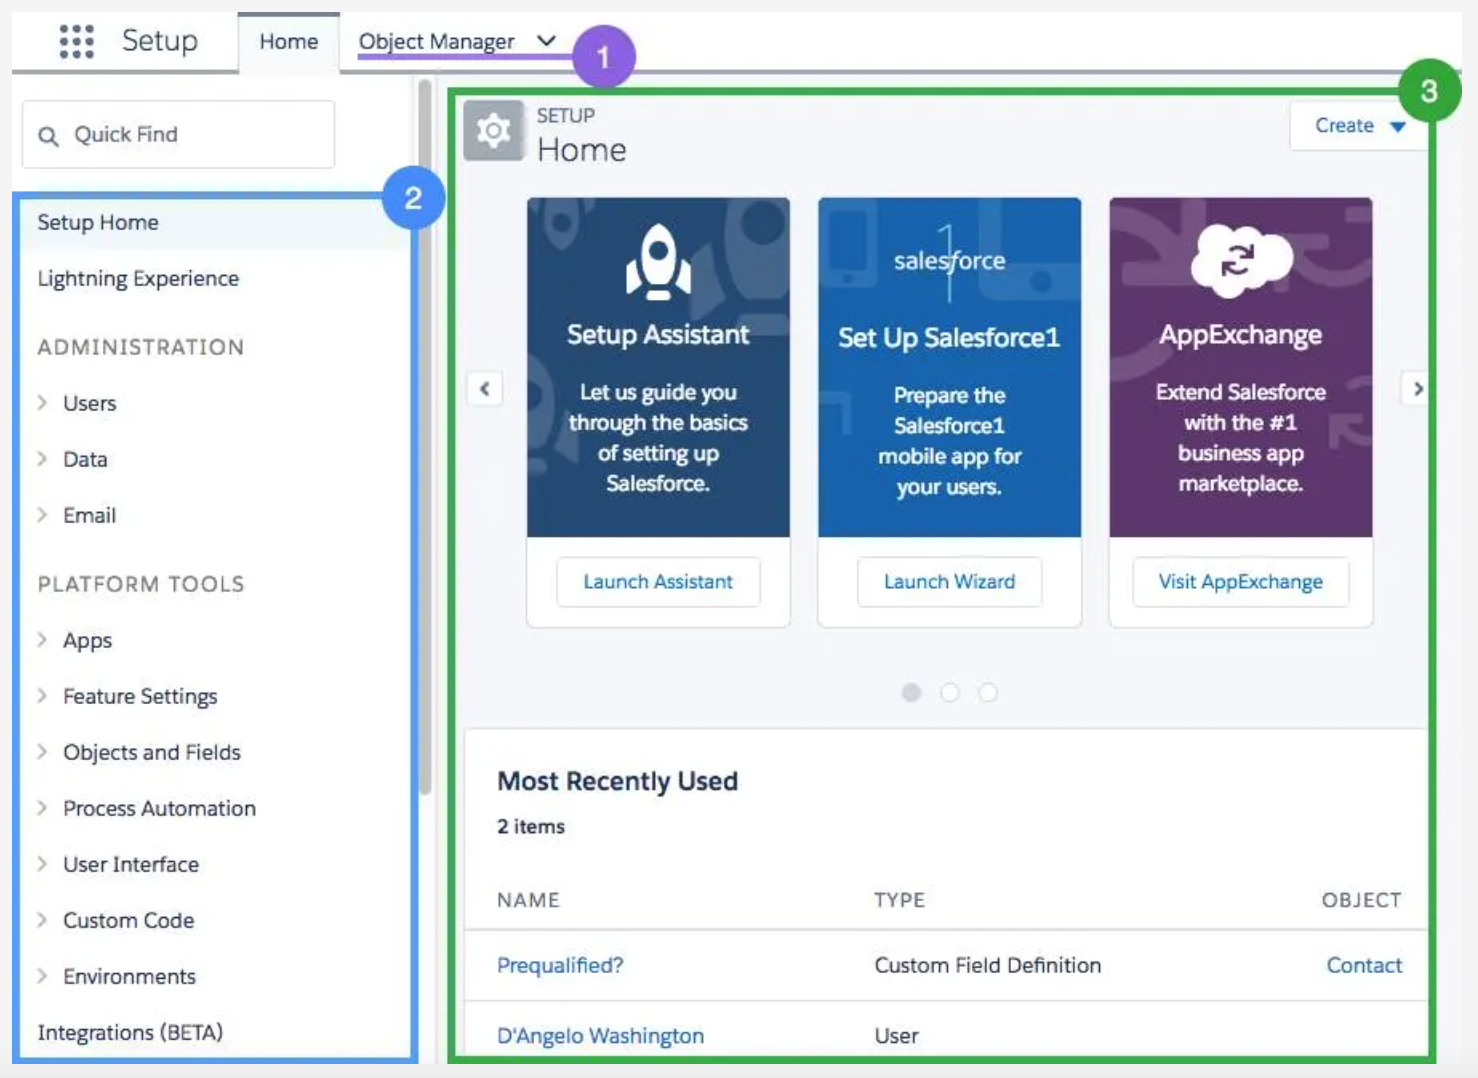 Setup
Home
Object Manager
1
3
Quick Find
2
Setup Home
Lightning Experience
ADMINISTRATION
Users
Data
Email
PLATFORM TOOLS
Apps
Feature Settings
Objects and Fields
Process Automation
User Interface
Custom Code
Environments
Integrations (BETA)
SETUP
Home
Create
Setup Assistant
Let us guide you
through the basics
of setting up
Salesforce.
Launch Assistant
salesforce
1
Set Up Salesforce1
Prepare the
Salesforce1
mobile app for
your users.
Launch Wizard
AppExchange
Extend Salesforce
with the #1
business app
marketplace.
Visit AppExchange
Most Recently Used
2 items
NAME TYPE OBJECT
Prequalified? Custom Field Definition Contact
D'Angelo Washington User